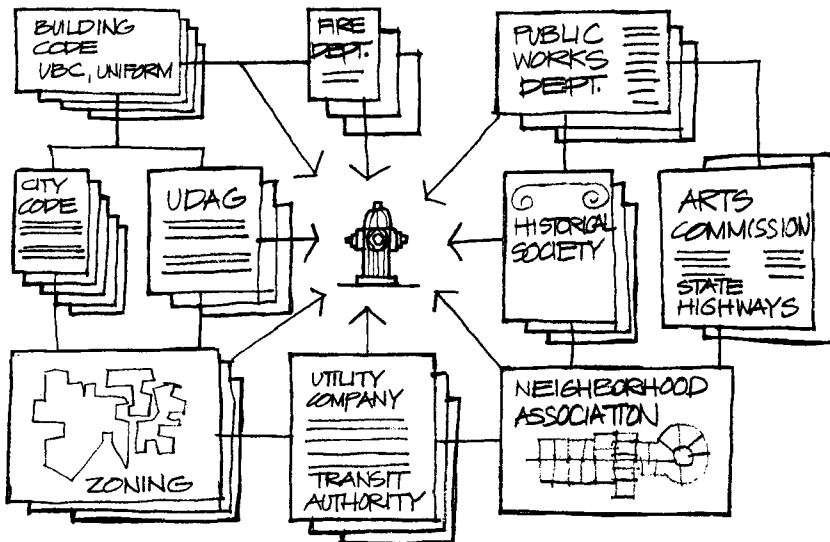 BUILDING
CODE
UBC, UNIFORM
FIRE
DEPT.
PUBLIC
WORKS
DEPT.
CITY
CODE
UDAG
HISTORICAL
SOCIETY
ARTS
COMMISSION
STATE
HIGHWAYS
ZONING
UTILITY
COMPANY
TRANSIT
AUTHORITY
NEIGHBORHOOD
ASSOCIATION